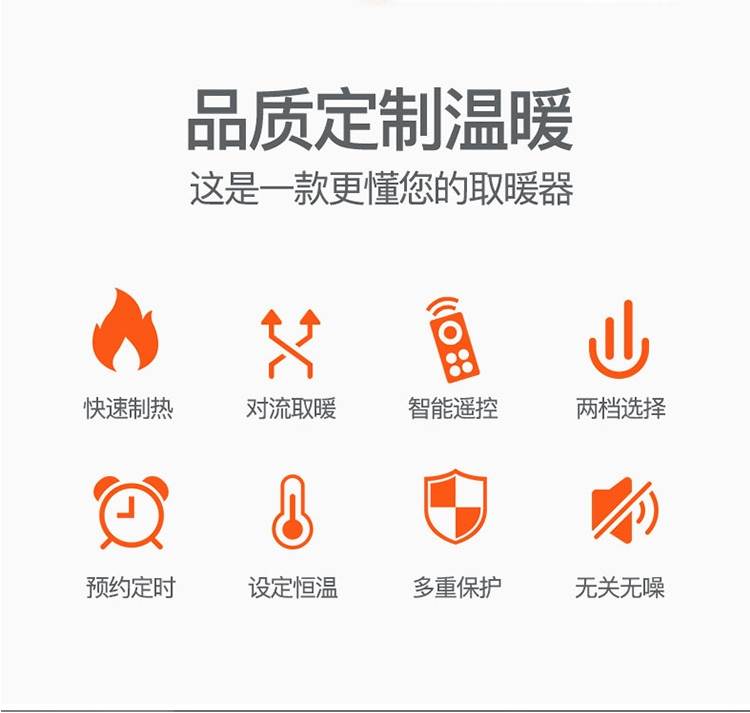 品质定制温暖
这是一款更懂您的取暖器
快速制热
对流取暖
智能遥控
两档选择
预约定时
设定恒温
多重保护
无关无噪